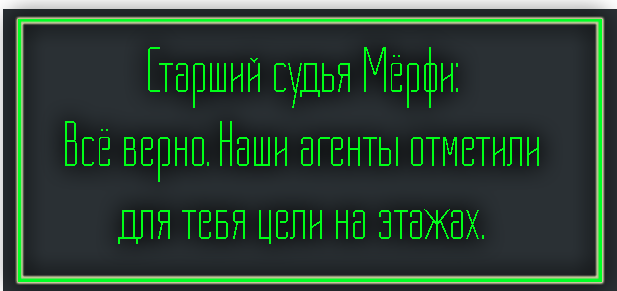 Старший судья Мёрфи:
Всё верно. Наши агенты отметили
для тебя цели на этажах.